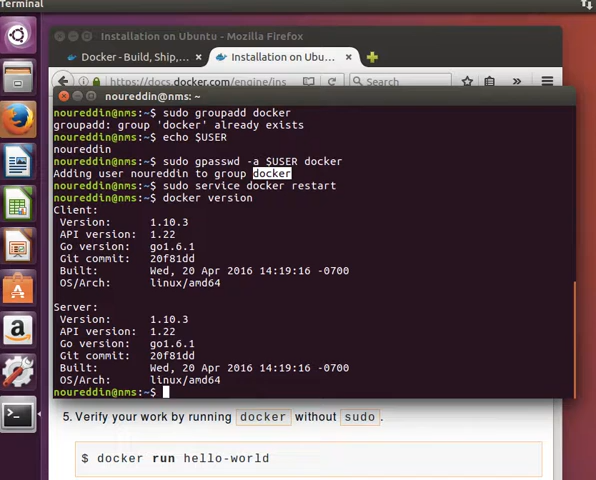 Terminal
Installation on Ubuntu - Mozilla Firefox
Docker - Build, Ship,...
Installation on Ubu...
https://docs.docker.com/engine/ins
Search
noureddin@nms: ~
noureddin@nms:~$ sudo groupadd docker
groupadd: group 'docker' already exists
noureddin@nms:~$ echo $USER
noureddin
noureddin@nms:~$ sudo gpasswd -a $USER docker
Adding user noureddin to group docker
noureddin@nms:~$ sudo service docker restart
noureddin@nms:~$ docker version
Client:
Version: 1.10.3
API version: 1.22
Go version: go1.6.1
Git commit: 20f81dd
Built: Wed, 20 Apr 2016 14:19:16 -0700
OS/Arch: linux/amd64
Server:
Version: 1.10.3
API version: 1.22
Go version: go1.6.1
Git commit: 20f81dd
Built: Wed, 20 Apr 2016 14:19:16 -0700
OS/Arch: linux/amd64
noureddin@nms:~$
5. Verify your work by running docker without sudo.
$ docker run hello-world